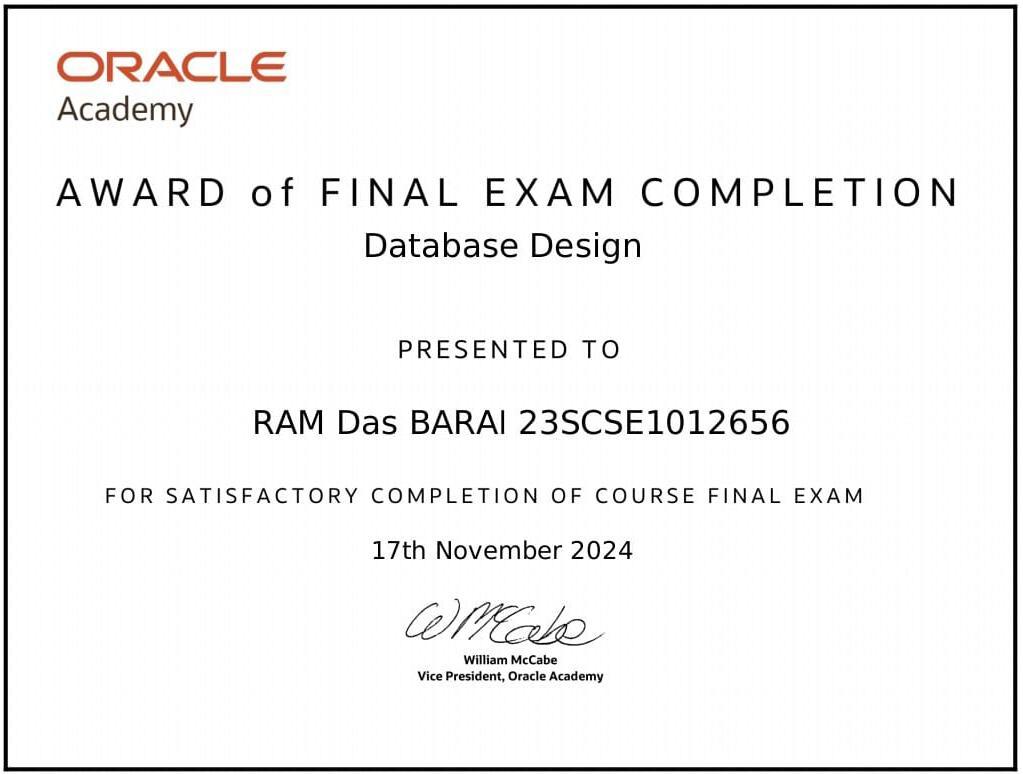 ORACLE
Academy
AWARD of FINAL EXAM COMPLETION
Database Design
PRESENTED TO
RAM Das BARAI 23SCSE1012656
FOR SATISFACTORY COMPLETION OF COURSE FINAL EXAM
17th November 2024
W McCabe
William McCabe
Vice President, Oracle Academy